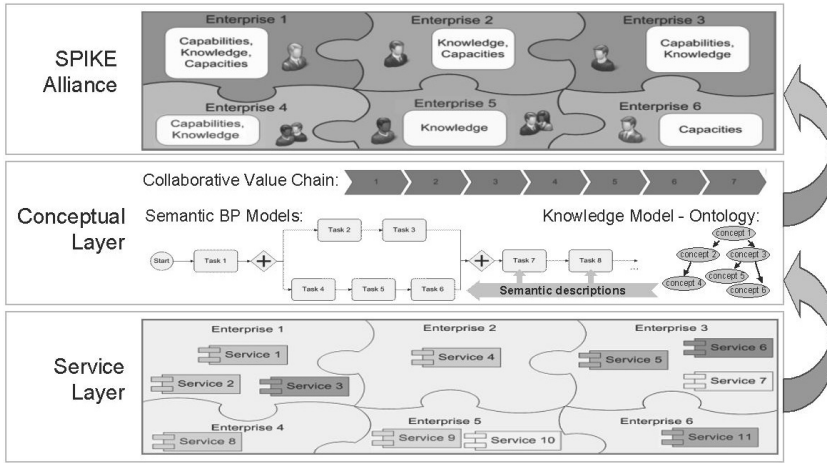 SPIKE
Alliance
Enterprise 1
Capabilities,
Knowledge,
Capacities
Enterprise 2
Knowledge,
Capacities
Enterprise 3
Capabilities,
Knowledge
Enterprise 4
Capabilities,
Knowledge
Enterprise 5
Knowledge
Enterprise 6
Capacities
Conceptual
Layer
Collaborative Value Chain:
1 2 3 4 5 6 7
Semantic BP Models:
Knowledge Model - Ontology:
Start
Task 1
Task 2
Task 3
Task 4
Task 5
Task 6
Task 7
Task 8
...
Semantic descriptions
concept 1
concept 2
concept 3
concept 4
concept 5
concept 6
Service
Layer
Enterprise 1
Service 1
Service 2
Service 3
Enterprise 2
Service 4
Enterprise 3
Service 5
Service 6
Service 7
Enterprise 4
Service 8
Enterprise 5
Service 9
Service 10
Enterprise 6
Service 11